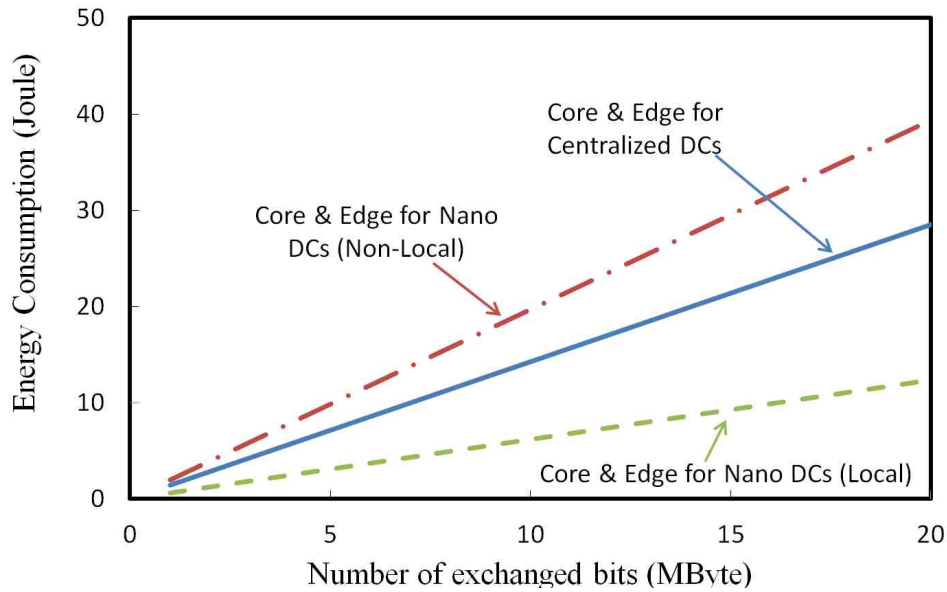 50
40
30
20
10
0
Energy Consumption (Joule)
Core & Edge for
Centralized DCs
Core & Edge for Nano
DCs (Non-Local)
Core & Edge for Nano DCs (Local)
0 5 10 15 20
Number of exchanged bits (MByte)